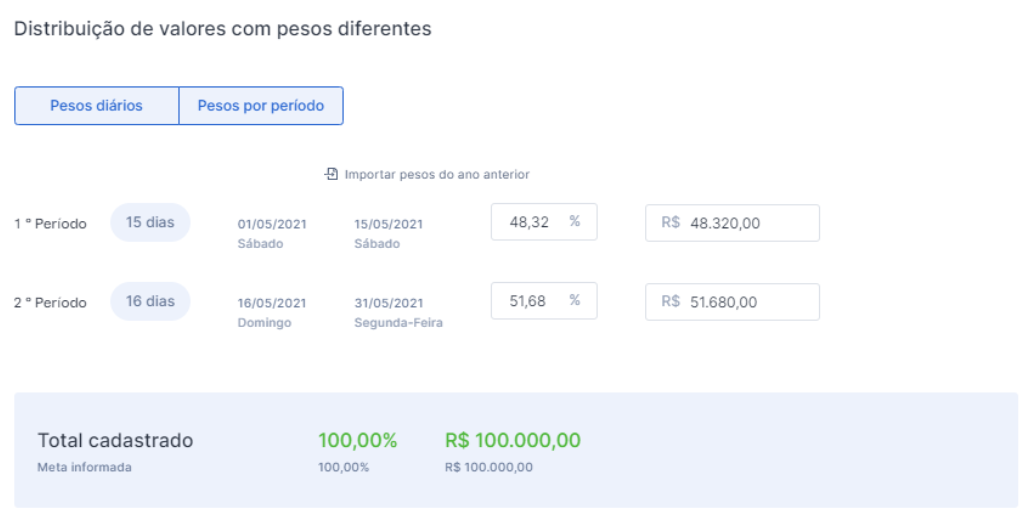 Distribuição de valores com pesos diferentes
Pesos diários Pesos por período
Importar pesos do ano anterior
1 º Período 15 dias 01/05/2021 15/05/2021 48,32 % R$ 48.320,00
Sábado Sábado
2 º Período 16 dias 16/05/2021 31/05/2021 51,68 % R$ 51.680,00
Domingo Segunda-Feira
Total cadastrado 100,00% R$ 100.000,00
Meta informada 100,00% R$ 100.000,00